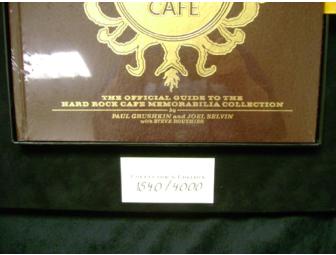 CAFE
THE OFFICIAL GUIDE TO THE
HARD ROCK CAFE MEMORABILIA COLLECTION
by
PAUL GRUSHKIN and JOEL SELVIN
with STEVE ROUTHIER
COLLECTOR'S EDITION
1540/4000